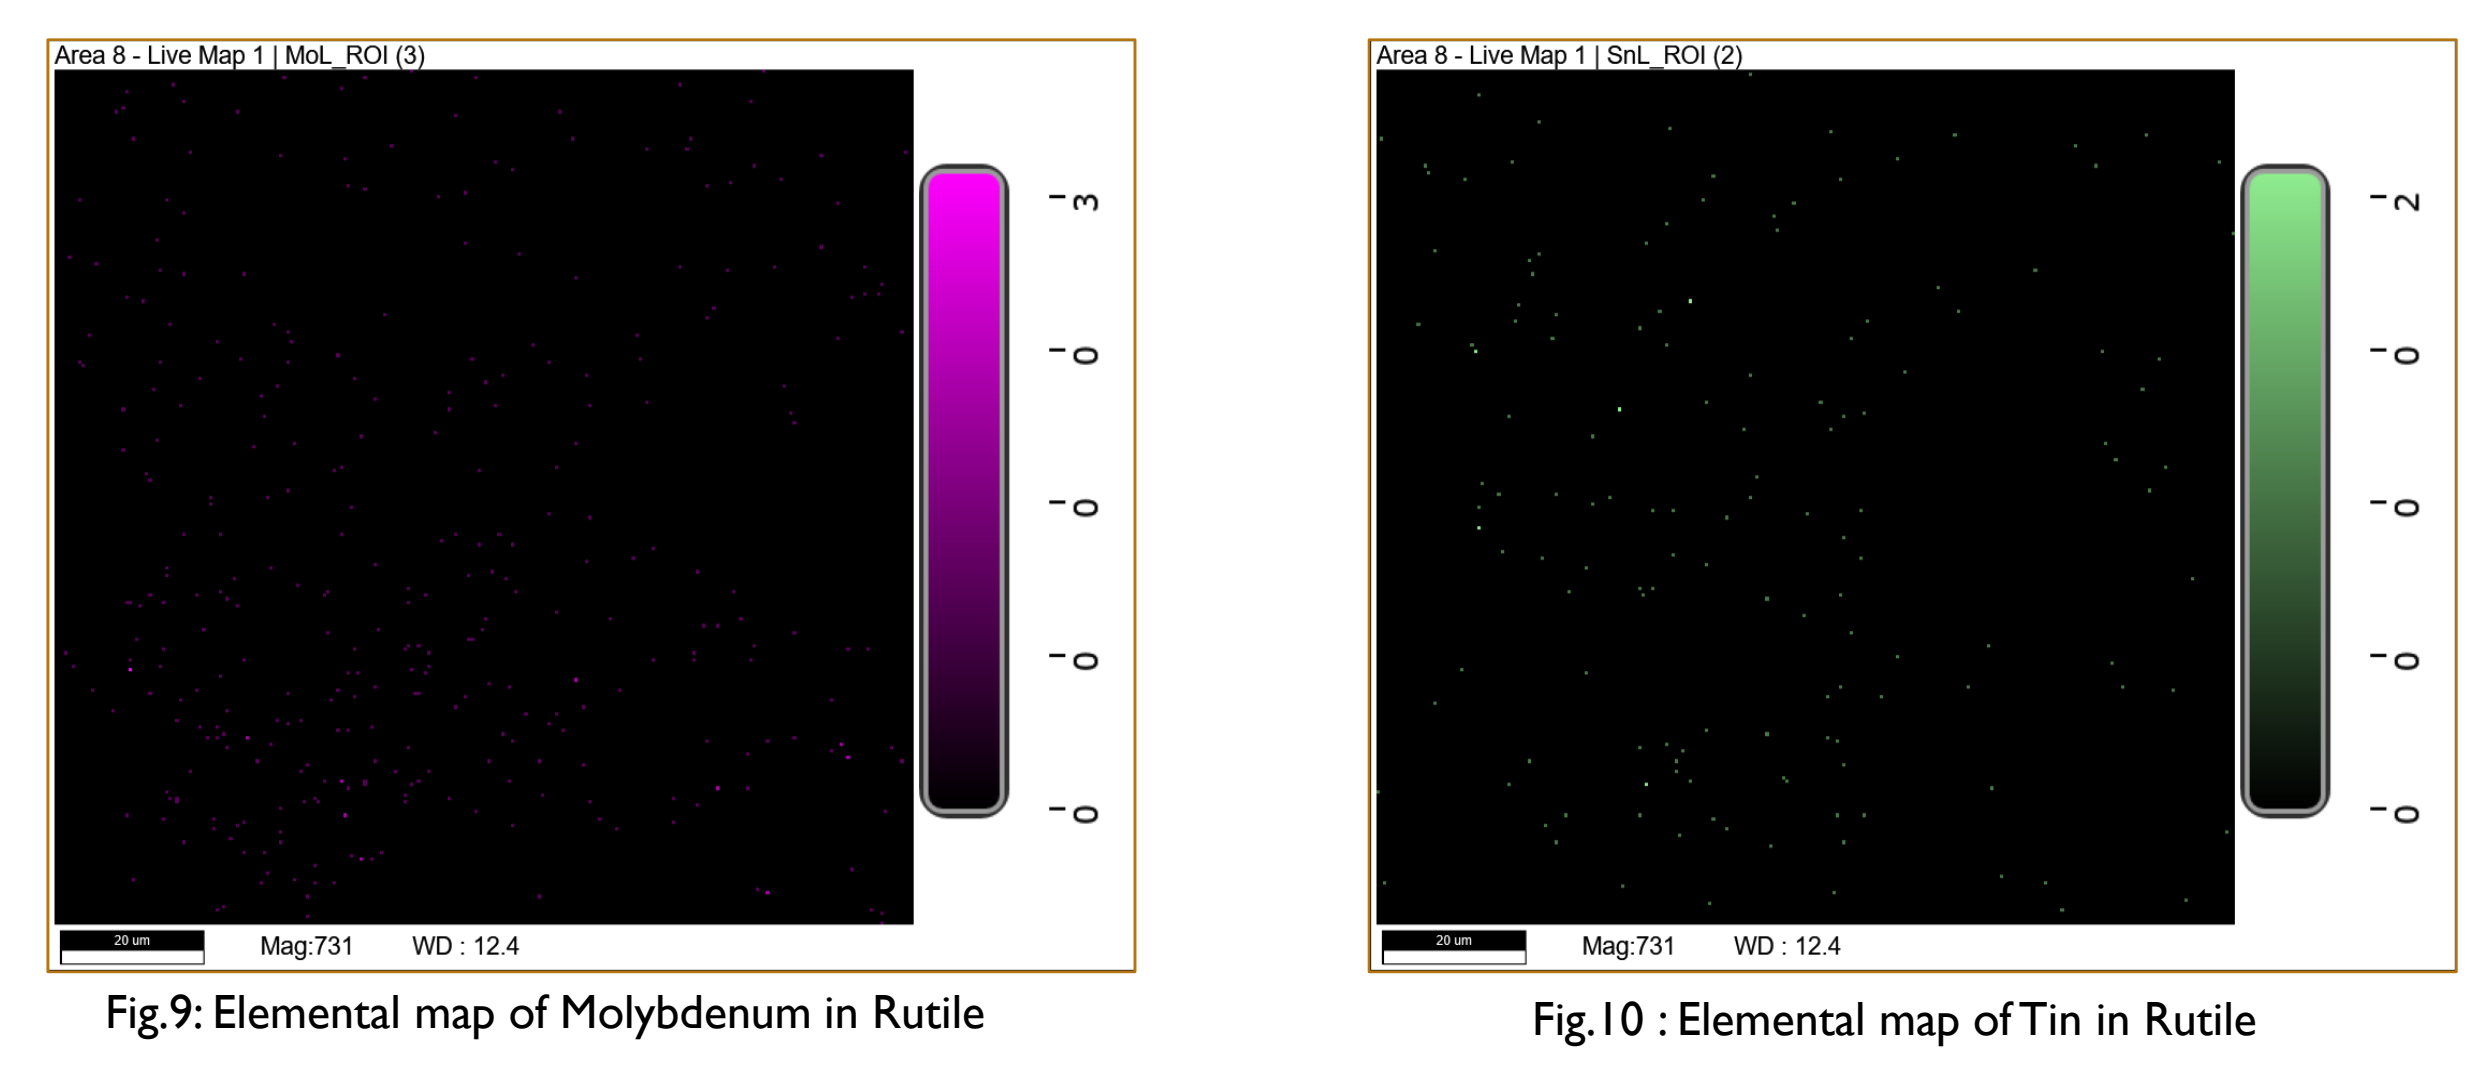 Area 8 - Live Map 1 | MoL_ROI (3)
3
0
0
0
0
20 um
Mag:731
WD : 12.4
Fig.9: Elemental map of Molybdenum in Rutile
Area 8 - Live Map 1 | SnL_ROI (2)
2
0
0
0
0
20 um
Mag:731
WD : 12.4
Fig.10 : Elemental map of Tin in Rutile